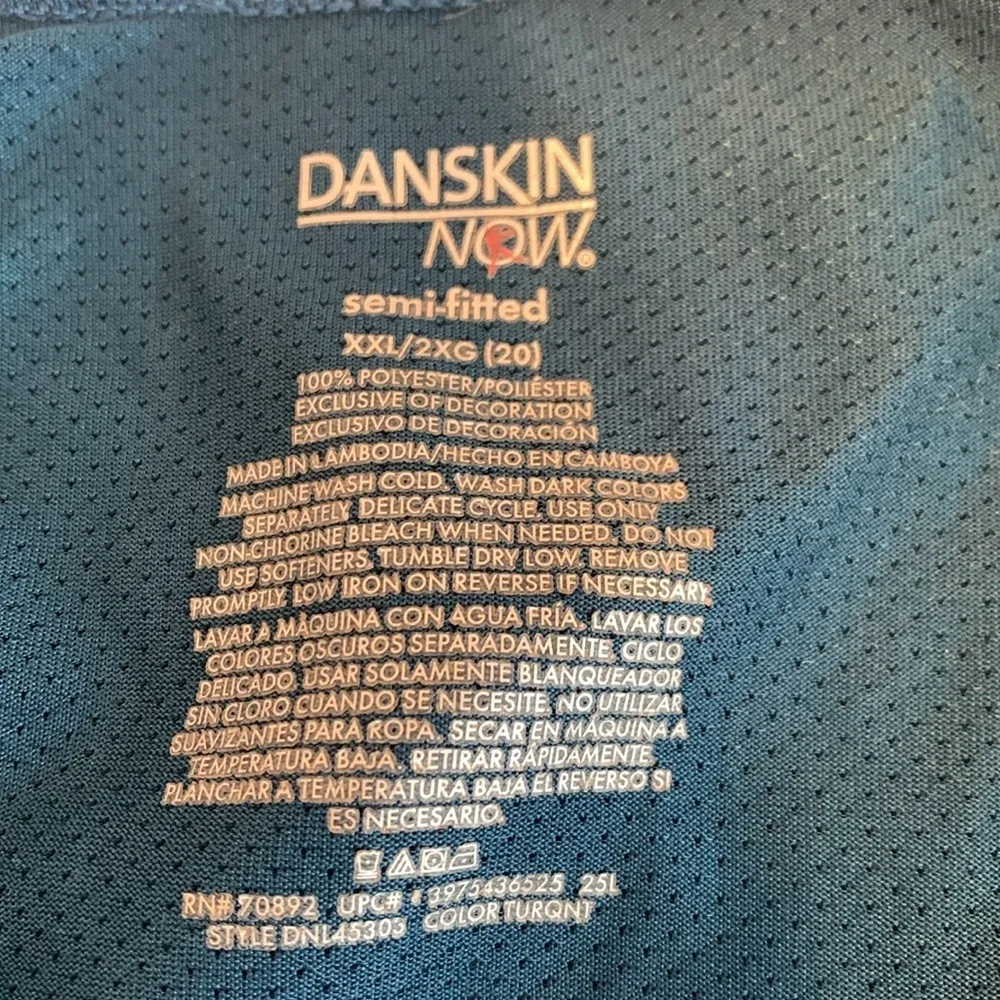 DANSKIN
NOW®
semi-fitted
XXL/2XG (20)
100% POLYESTER/POLIÉSTER
EXCLUSIVE OF DECORATION
EXCLUSIVO DE DECORACIÓN
MADE IN LAMBODIA/HECHO EN CAMBOYA
MACHINE WASH COLD. WASH DARK COLORS
SEPARATELY. DELICATE CYCLE. USE ONLY
NON-CHLORINE BLEACH WHEN NEEDED. DO NOT
USE SOFTENERS. TUMBLE DRY LOW. REMOVE
PROMPTLY. LOW IRON ON REVERSE IF NECESSARY.
LAVAR A MÁQUINA CON AGUA FRÍA. LAVAR LOS
COLORES OSCUROS SEPARADAMENTE. CICLO
DELICADO USAR SOLAMENTE BLANQUEADOR
SIN CLORO CUANDO SE NECESITE. NO UTILIZAR
SUAVIZANTES PARA ROPA. SECAR EN MÁQUINA A
TEMPERATURA BAJA. RETIRAR RÁPIDAMENTE.
PLANCHAR A TEMPERATURA BAJA EL REVERSO SI
ES NECESARIO.
RN# 70892 UPC# 3975436525 25L
STYLE DNL45303 COLOR TURQNT